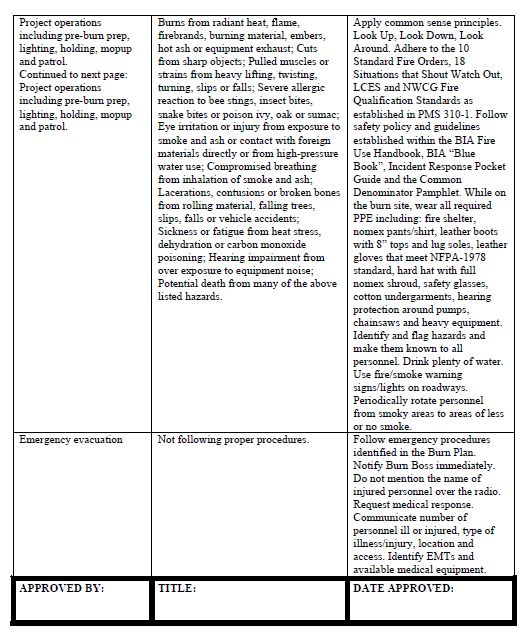 Project operations
including pre-burn prep,
lighting, holding, mopup
and patrol.
Continued to next page:
Project operations
including pre-burn prep,
lighting, holding, mopup
and patrol.
Burns from radiant heat, flame,
firebrands, burning material, embers,
hot ash or equipment exhaust; Cuts
from sharp objects; Pulled muscles or
strains from heavy lifting, twisting,
turning, slips or falls; Severe allergic
reaction to bee stings, insect bites,
snake bites or poison ivy, oak or sumac;
Eye irritation or injury from exposure to
smoke and ash or contact with foreign
materials directly or from high-pressure
water use; Compromised breathing
from inhalation of smoke and ash;
Lacerations, contusions or broken bones
from rolling material, falling trees,
slips, falls or vehicle accidents;
Sickness or fatigue from heat stress,
dehydration or carbon monoxide
poisoning; Hearing impairment from
over exposure to equipment noise;
Potential death from many of the above
listed hazards.
Apply common sense principles.
Look Up, Look Down, Look
Around. Adhere to the 10
Standard Fire Orders, 18
Situations that Shout Watch Out,
LCES and NWCG Fire
Qualification Standards as
established in PMS 310-1. Follow
safety policy and guidelines
established within the BIA Fire
Use Handbook, BIA “Blue
Book”, Incident Response Pocket
Guide and the Common
Denominator Pamphlet. While on
the burn site, wear all required
PPE including: fire shelter,
nomex pants/shirt, leather boots
with 8” tops and lug soles, leather
gloves that meet NFPA-1978
standard, hard hat with full
nomex shroud, safety glasses,
cotton undergarments, hearing
protection around pumps,
chainsaws and heavy equipment.
Identify and flag hazards and
make them known to all
personnel. Drink plenty of water.
Use fire/smoke warning
signs/lights on roadways.
Periodically rotate personnel
from smoky areas to areas of less
or no smoke.
Emergency evacuation
Not following proper procedures.
Follow emergency procedures
identified in the Burn Plan.
Notify Burn Boss immediately.
Do not mention the name of
injured personnel over the radio.
Request medical response.
Communicate number of
personnel ill or injured, type of
illness/injury, location and
access. Identify EMTs and
available medical equipment.
APPROVED BY:
TITLE:
DATE APPROVED: